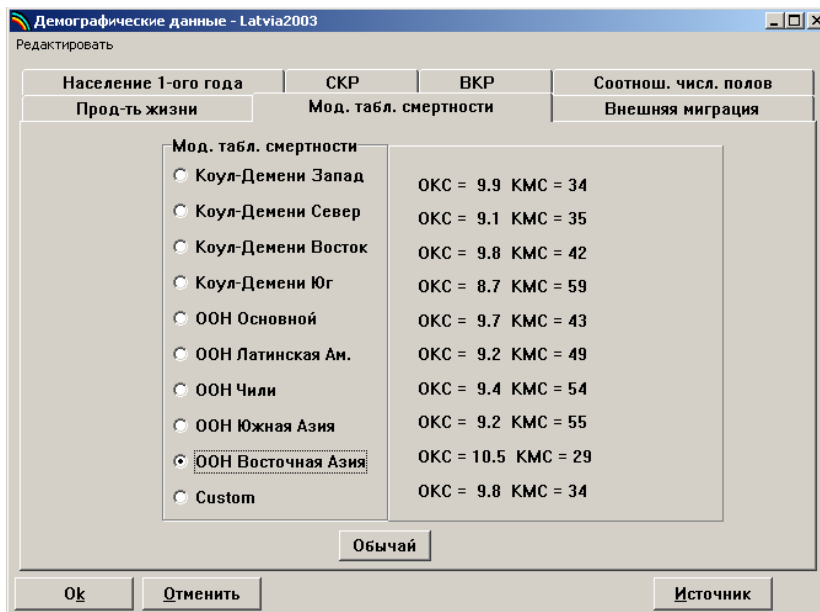 Демографические данные - Latvia2003
Редактировать
Население 1-ого года СКР ВКР Соотнош. числ. полов
Прод-ть жизни Мод. табл. смертности Внешняя миграция
Мод. табл. смертности
Коул-Демени Запад ОКС = 9.9 КМС = 34
Коул-Демени Север ОКС = 9.1 КМС = 35
Коул-Демени Восток ОКС = 9.8 КМС = 42
Коул-Демени Юг ОКС = 8.7 КМС = 59
ООН Основной ОКС = 9.7 КМС = 43
ООН Латинская Ам. ОКС = 9.2 КМС = 49
ООН Чили ОКС = 9.4 КМС = 54
ООН Южная Азия ОКС = 9.2 КМС = 55
ООН Восточная Азия ОКС = 10.5 КМС = 29
Custom ОКС = 9.8 КМС = 34
Обычай
Ok Отменить Источник